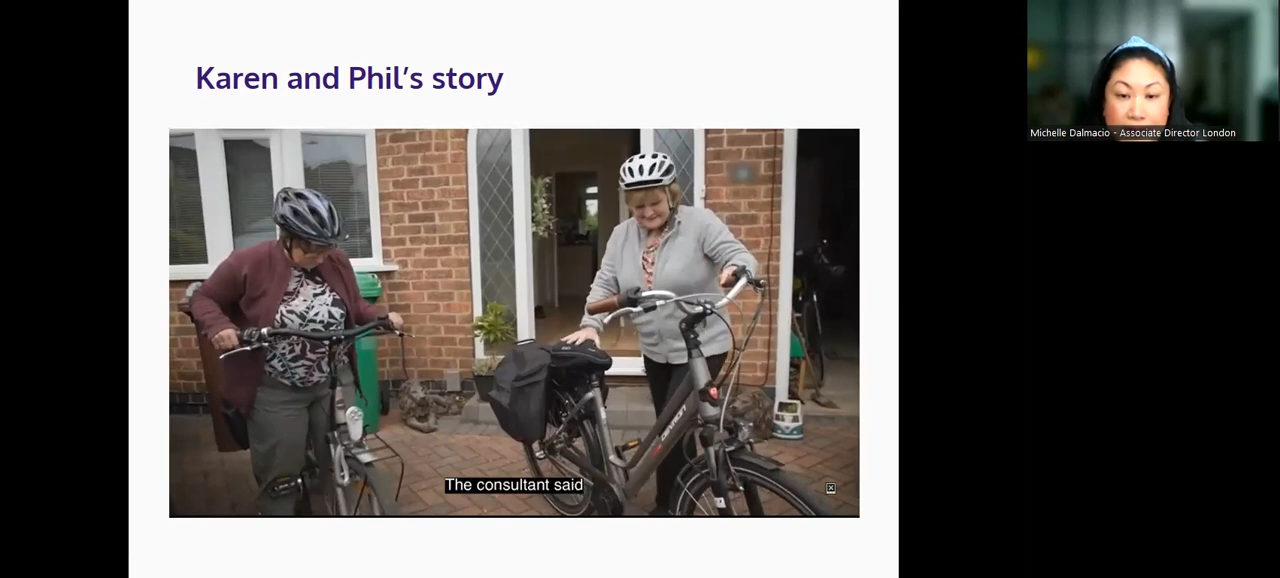 Karen and Phil's story
Michelle Dalmacio - Associate Director London
The consultant said